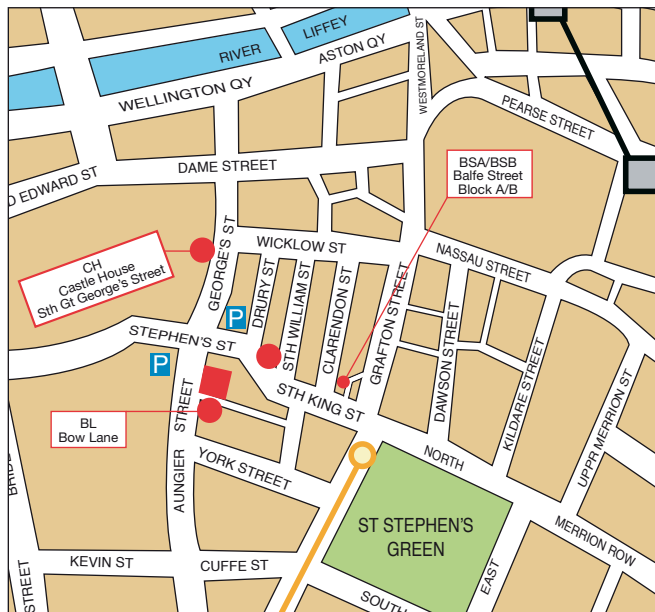 RIVER
LIFFEY
ASTON QY
WELLINGTON QY
WESTMORELAND ST
PEARSE STREET
DAME STREET
D EDWARD ST
BSA/BSB
Balfe Street
Block A/B
CH
Castle House
Sth Gt George's Street
GEORGE'S ST
WICKLOW ST
NASSAU STREET
DRURY ST
STH WILLIAM ST
CLARENDON ST
GRAFTON STREET
DAWSON STREET
KILDARE STREET
UPPR MERRION ST
P
STEPHEN'S ST
P
STH KING ST
BL
Bow Lane
AUNGIER STREET
YORK STREET
NORTH
MERRION ROW
ST STEPHEN'S
GREEN
EAST
SOUTH
KEVIN ST
CUFFE ST
STREET